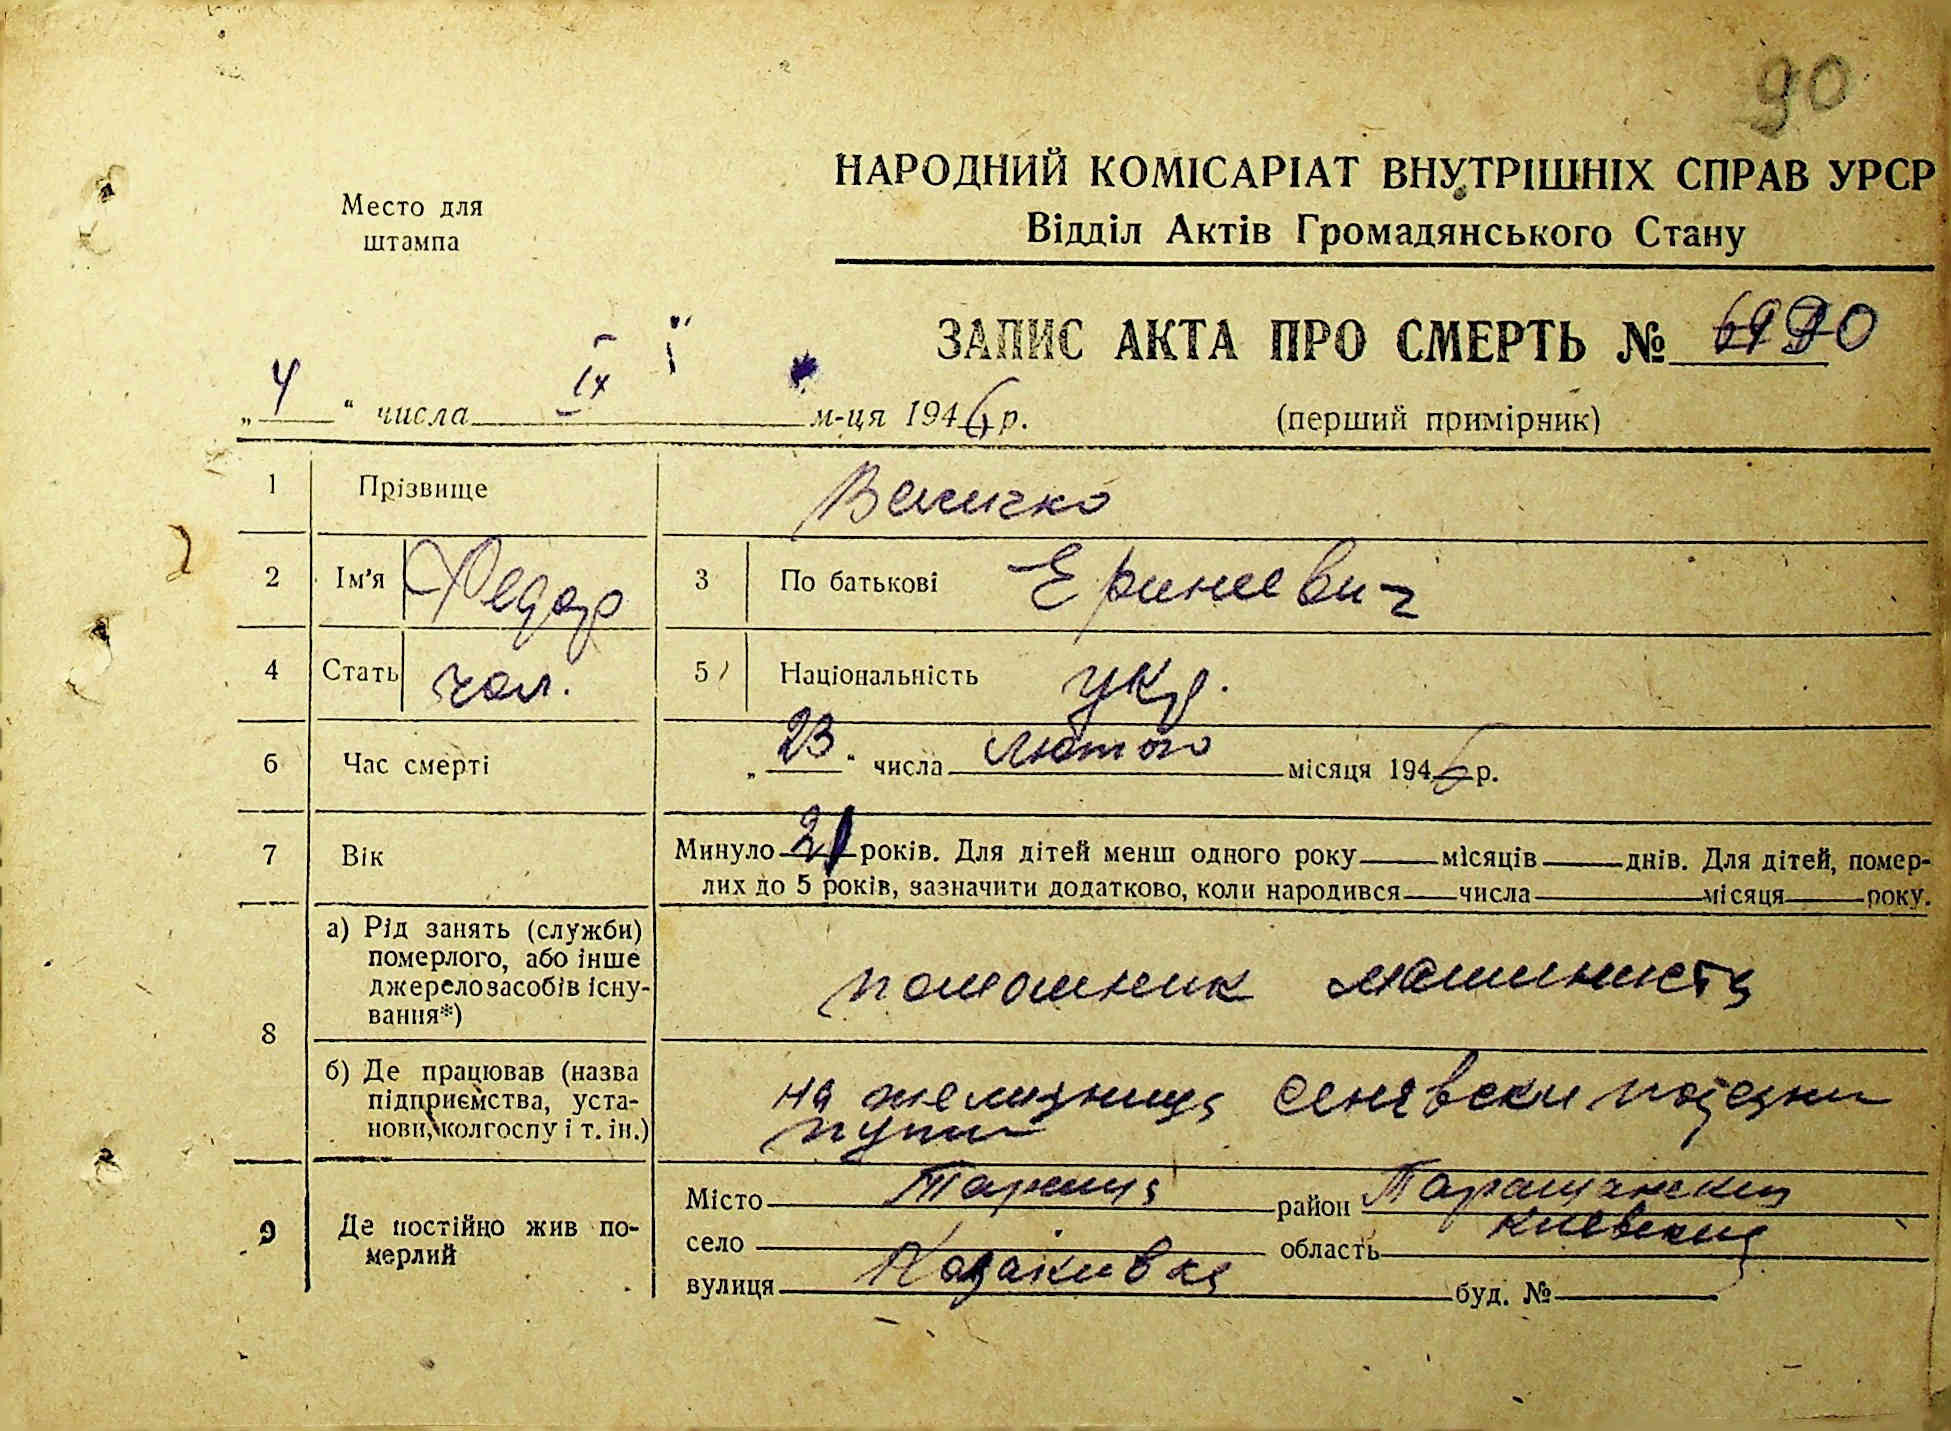 90
НАРОДНИЙ КОМІСАРІАТ ВНУТРІШНІХ СПРАВ УРСР
Место для
штампа
Відділ Актів Громадянського Стану
ЗАПИС АКТА ПРО СМЕРТЬ №
„ 4 “ числа IX м-ця 1946 р.
(перший примірник)
1 Прізвище Величко
2 Ім’я Федор 3 По батькові
4 Стать чол. 5 Національність укр.
6 Час смерті „ 23 “ числа лютого місяця 1946 р.
7 Вік Минуло 21 років. Для дітей менш одного року місяців днів. Для дітей, помер-
лих до 5 років, зазначити додатково, коли народився числа місяця року.
8 а) Рід занять (служби)
померлого, або інше
джерело засобів існу-
вання*)
помошник машиниста
б) Де працював (назва
підприємства, уста-
нови, колгоспу і т. ін.)
на
9 Де постійно жив по-
мерлий
Місто Тараща район Таращански
село область Киевская
вулиця Козакивка буд. №